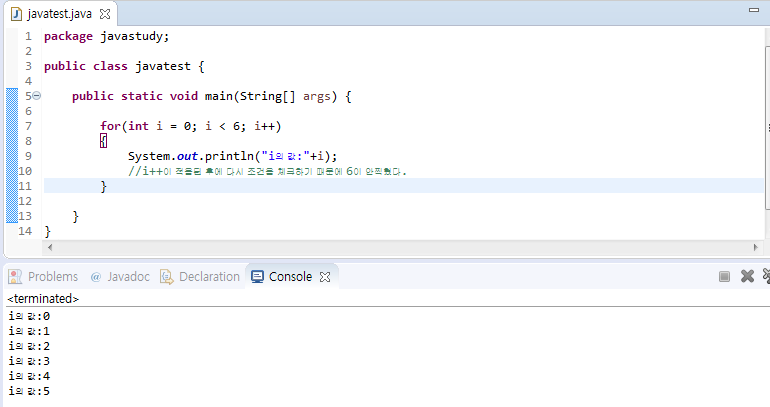 javatest.java
1 package javastudy;
2
3 public class javatest {
4
5 public static void main(String[] args) {
6
7 for(int i = 0; i < 6; i++)
8 {
9 System.out.println("i의 값:"+i);
10 //i++이 적용된 후에 다시 조건을 체크하기 때문에 6이 안찍혔다.
11 }
12
13 }
14 }
Problems @ Javadoc Declaration Console
<terminated>
i의 값:0
i의 값:1
i의 값:2
i의 값:3
i의 값:4
i의 값:5